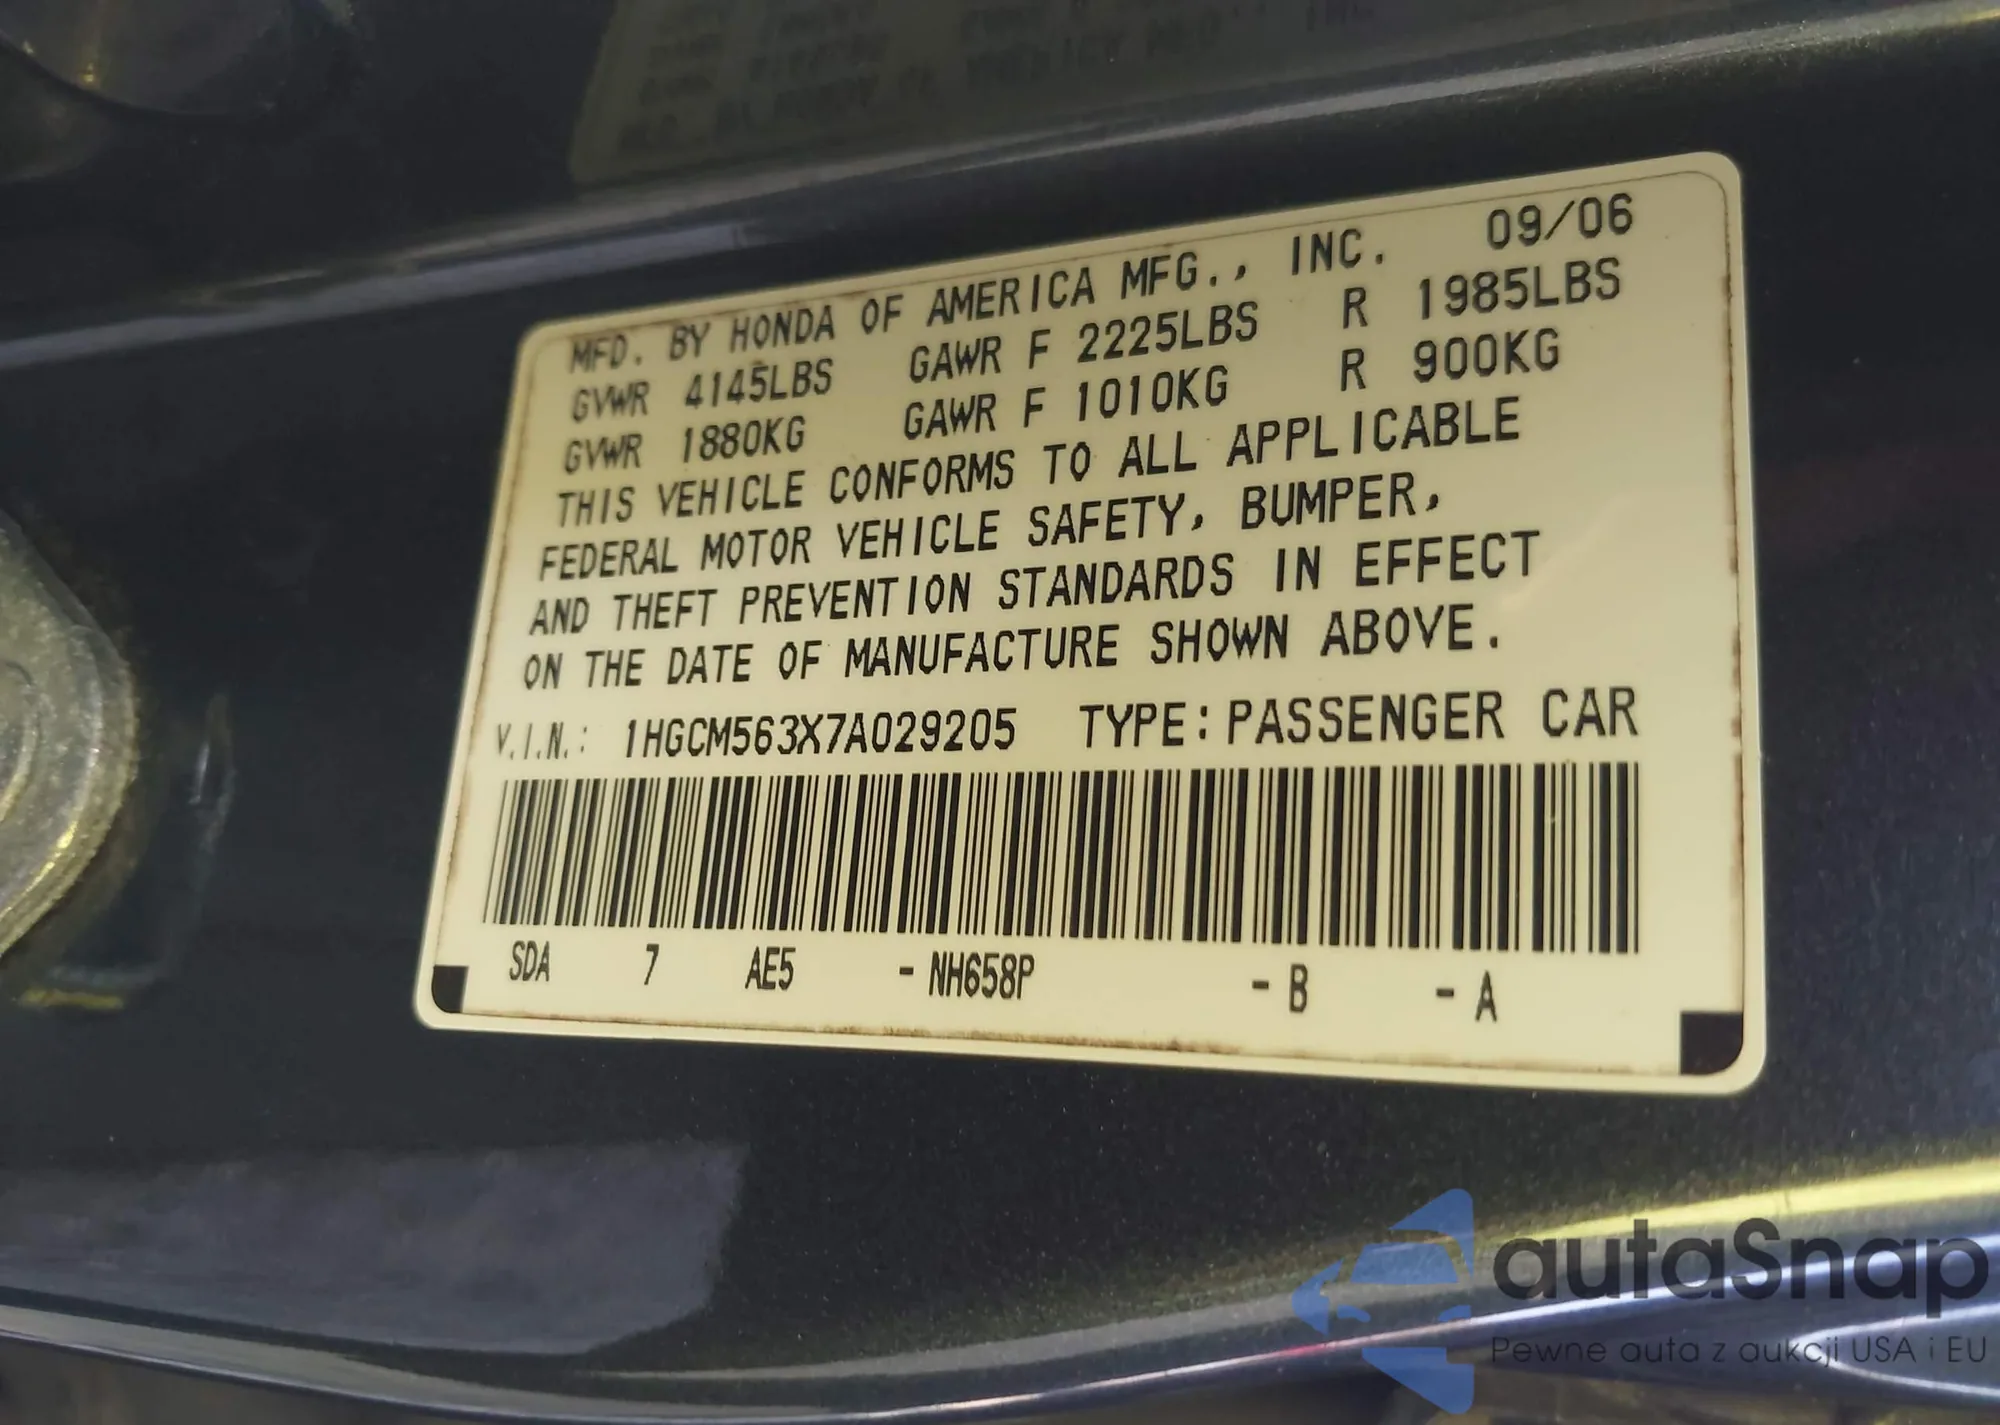 MFD. BY HONDA OF AMERICA MFG., INC. 09/06
GVWR 4145LBS GAWR F 2225LBS R 1985LBS
GVWR 1880KG GAWR F 1010KG R 900KG
THIS VEHICLE CONFORMS TO ALL APPLICABLE
FEDERAL MOTOR VEHICLE SAFETY, BUMPER,
AND THEFT PREVENTION STANDARDS IN EFFECT
ON THE DATE OF MANUFACTURE SHOWN ABOVE.
V.I.N.: 1HGCM563X7A029205 TYPE:PASSENGER CAR
SDA 7 AE5 -NH658P -B -A
autaSnap
Pewne auta z aukcji USA i EU